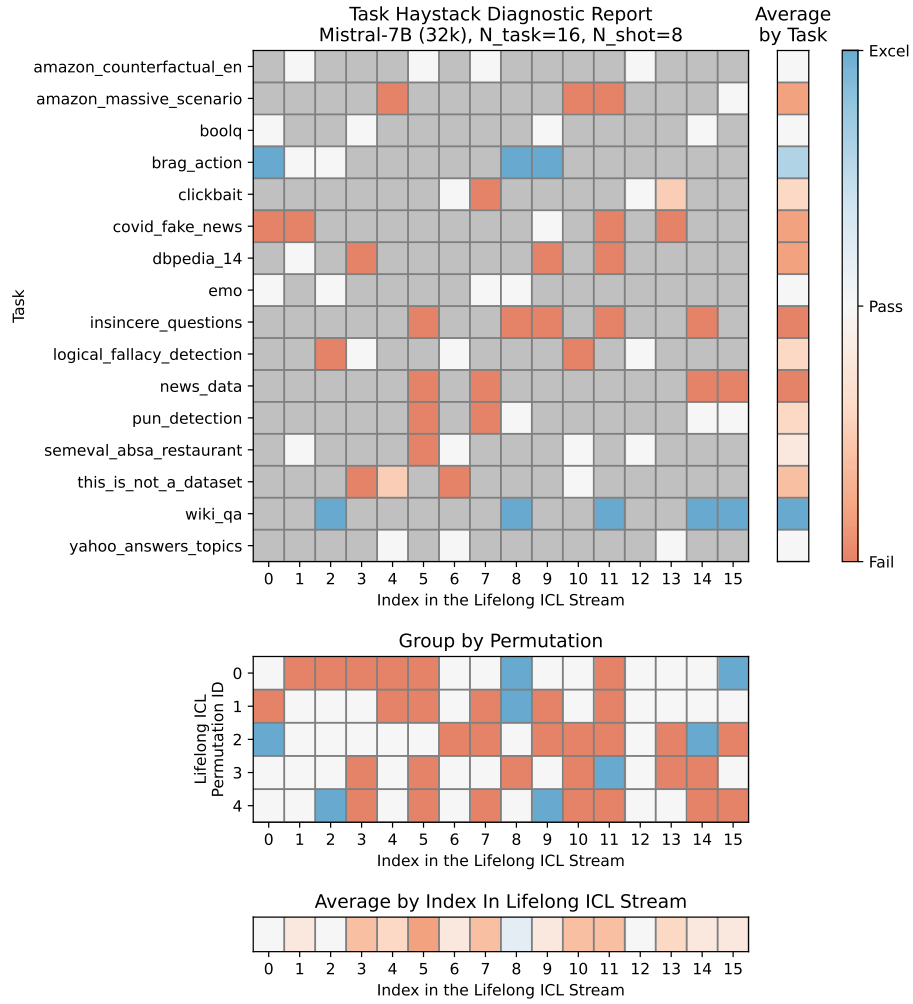 Task Haystack Diagnostic Report
Mistral-7B (32k), N_task=16, N_shot=8
Average
by Task
Task
amazon_counterfactual_en
amazon_massive_scenario
boolq
brag_action
clickbait
covid_fake_news
dbpedia_14
emo
insincere_questions
logical_fallacy_detection
news_data
pun_detection
semeval_absa_restaurant
this_is_not_a_dataset
wiki_qa
yahoo_answers_topics
0 1 2 3 4 5 6 7 8 9 10 11 12 13 14 15
Index in the Lifelong ICL Stream
Excel
Pass
Fail
Group by Permutation
Lifelong ICL
Permutation ID
0
1
2
3
4
0 1 2 3 4 5 6 7 8 9 10 11 12 13 14 15
Index in the Lifelong ICL Stream
Average by Index In Lifelong ICL Stream
0 1 2 3 4 5 6 7 8 9 10 11 12 13 14 15
Index in the Lifelong ICL Stream